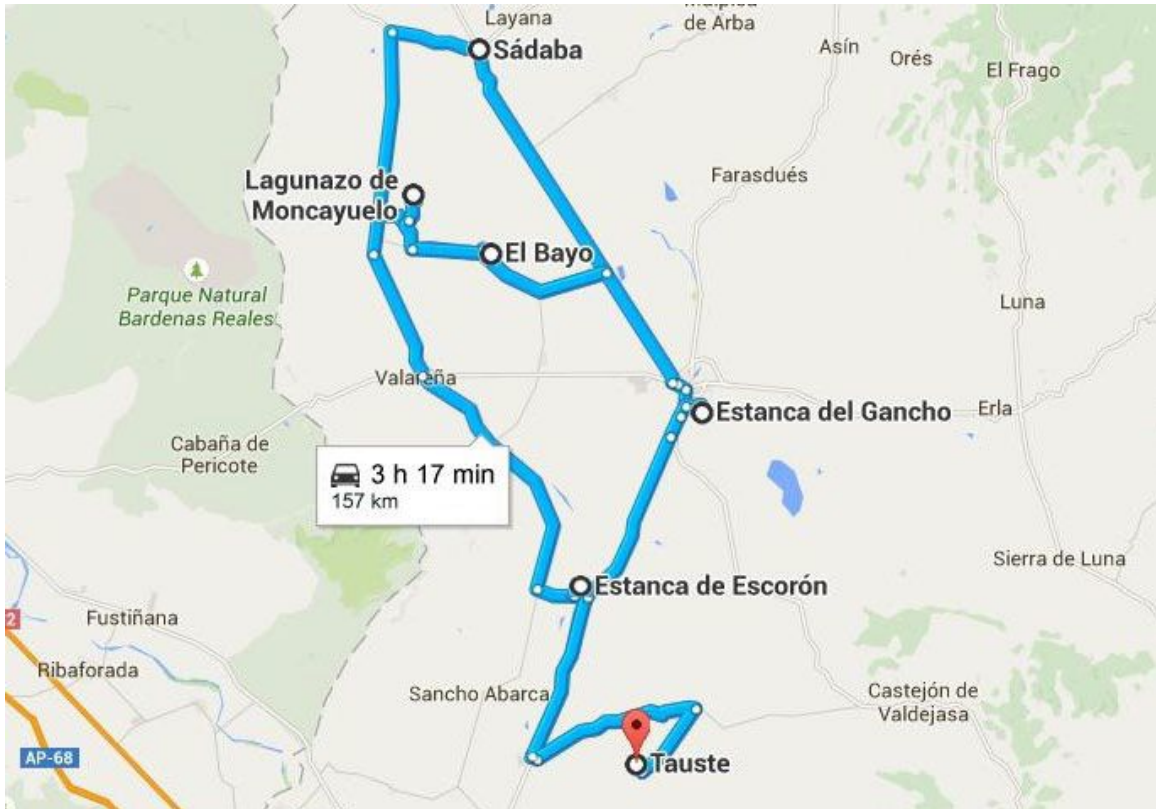 Layana
de Arba
Sádaba
Asín
Orés
El Frago
Lagunazo de
Moncayuelo
Farasdués
El Bayo
Parque Natural
Bardenas Reales
Luna
Valareña
Estanca del Gancho
Erla
Cabaña de
Pericote
3 h 17 min
157 km
Estanca de Escorón
Sierra de Luna
2
Fustiñana
Ribaforada
Sancho Abarca
Castejón de
Valdejasa
AP-68
Tauste